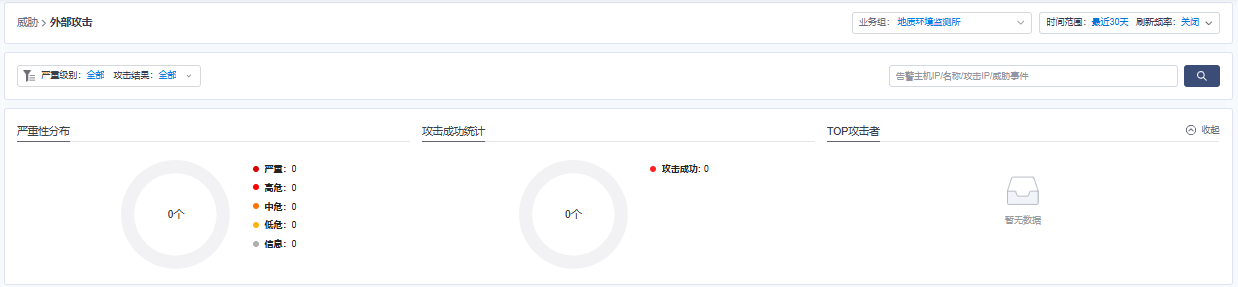 威胁 > 外部攻击
业务组: 地质环境监测所
时间范围: 最近30天 刷新频率: 关闭
严重级别: 全部 攻击结果: 全部
告警主机IP/名称/攻击IP/威胁事件
严重性分布
0个
严重: 0
高危: 0
中危: 0
低危: 0
信息: 0
攻击成功统计
0个
攻击成功: 0
TOP攻击者
收起
暂无数据